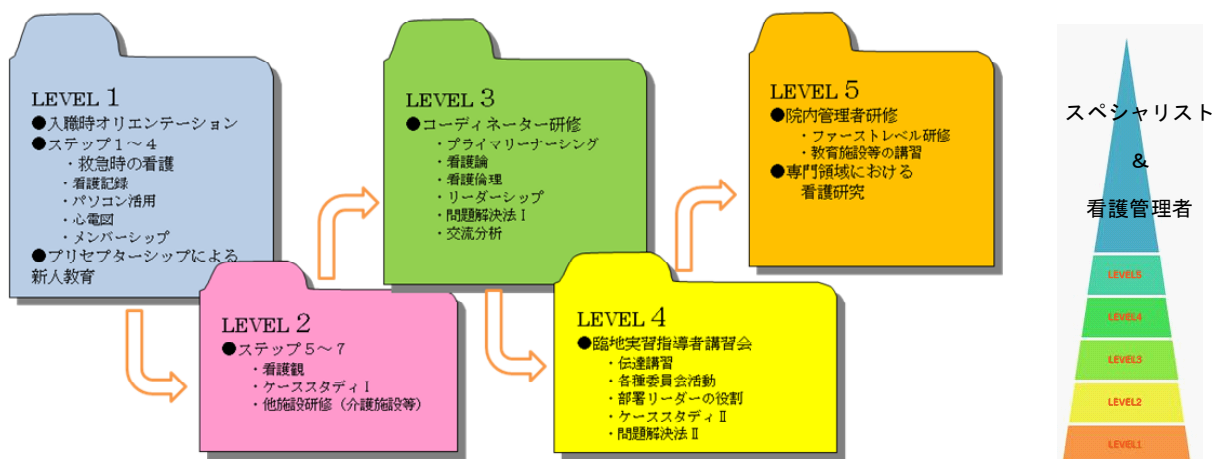 LEVEL 1
●入職時オリエンテーション
●ステップ１～４
・救急時の看護
・看護記録
・パソコン活用
・心電図
・メンバーシップ
●プリセプターシップによる
新人教育
LEVEL 2
●ステップ５～７
・看護観
・ケーススタディⅠ
・他施設研修（介護施設等）
LEVEL 3
●コーディネーター研修
・プライマリーナーシング
・看護論
・看護倫理
・リーダーシップ
・問題解決法Ⅰ
・交流分析
LEVEL 4
●臨地実習指導者講習会
・伝達講習
・各種委員会活動
・部署リーダーの役割
・ケーススタディⅡ
・問題解決法Ⅱ
LEVEL 5
●院内管理者研修
・ファーストレベル研修
・教育施設等の講習
●専門領域における
看護研究
スペシャリスト
&
看護管理者
LEVEL5
LEVEL4
LEVEL3
LEVEL2
LEVEL1